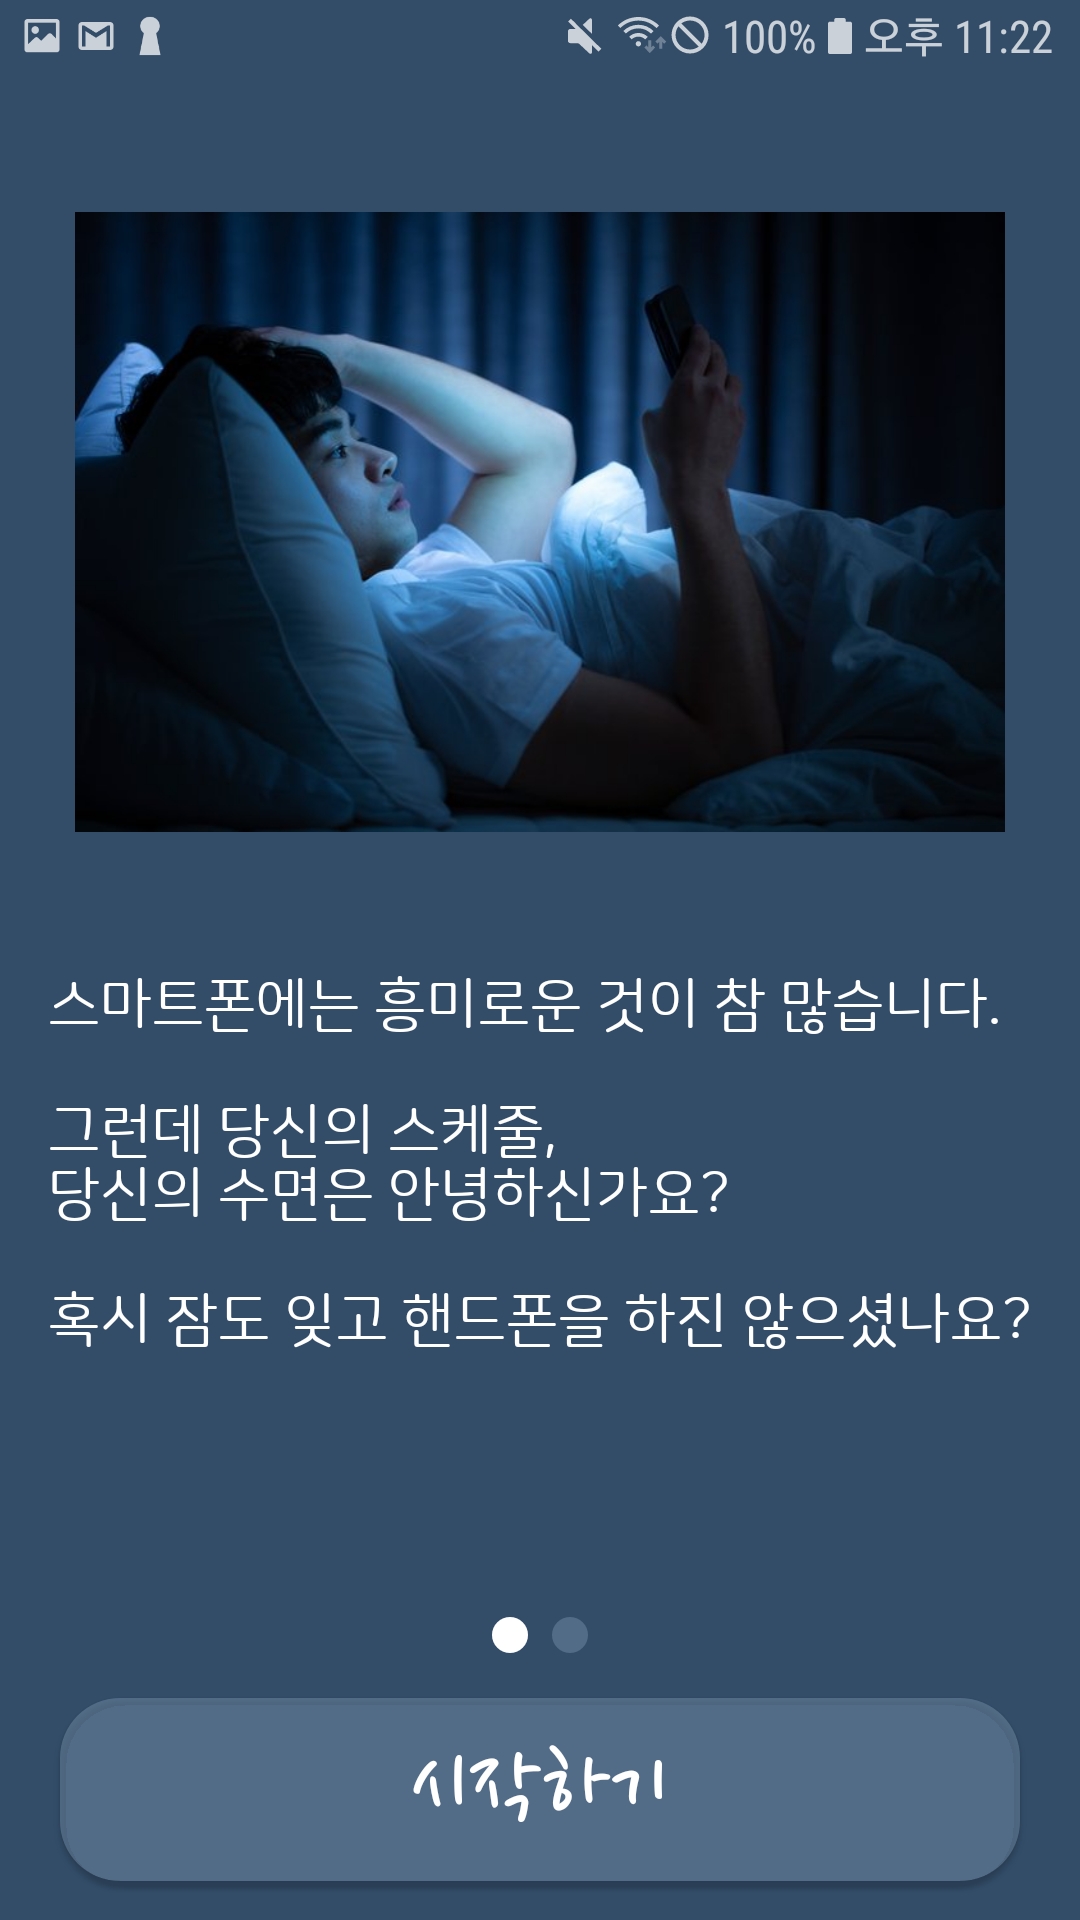 100% 오후 11:22
스마트폰에는 흥미로운 것이 참 많습니다.
그런데 당신의 스케줄,
당신의 수면은 안녕하신가요?
혹시 잠도 잊고 핸드폰을 하진 않으셨나요?
시작하기